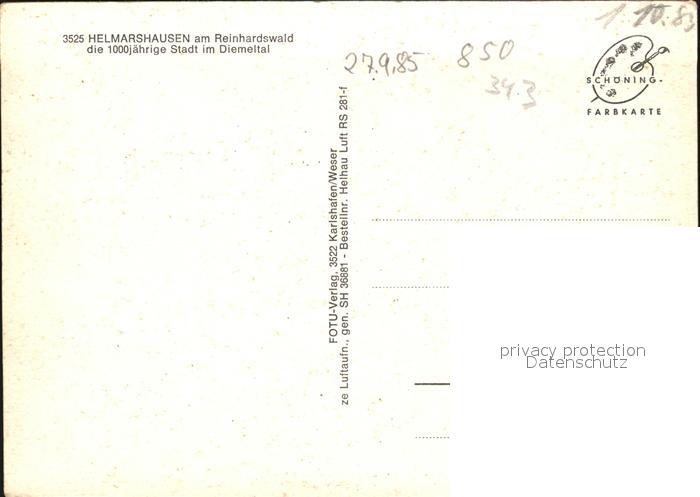 3525 HELMARSHAUSEN am Reinhardswald
die 1000jährige Stadt im Diemeltal
27.9.85
850
34.3
1.10.85
SCHÖNING-
FARBKARTE
FOTU-Verlag, 3522 Karlshafen/Weser
ze Luftaufn., gen. SH 36881 - Bestellnr. Helhau Luft RS 281-f
privacy protection
Datenschutz